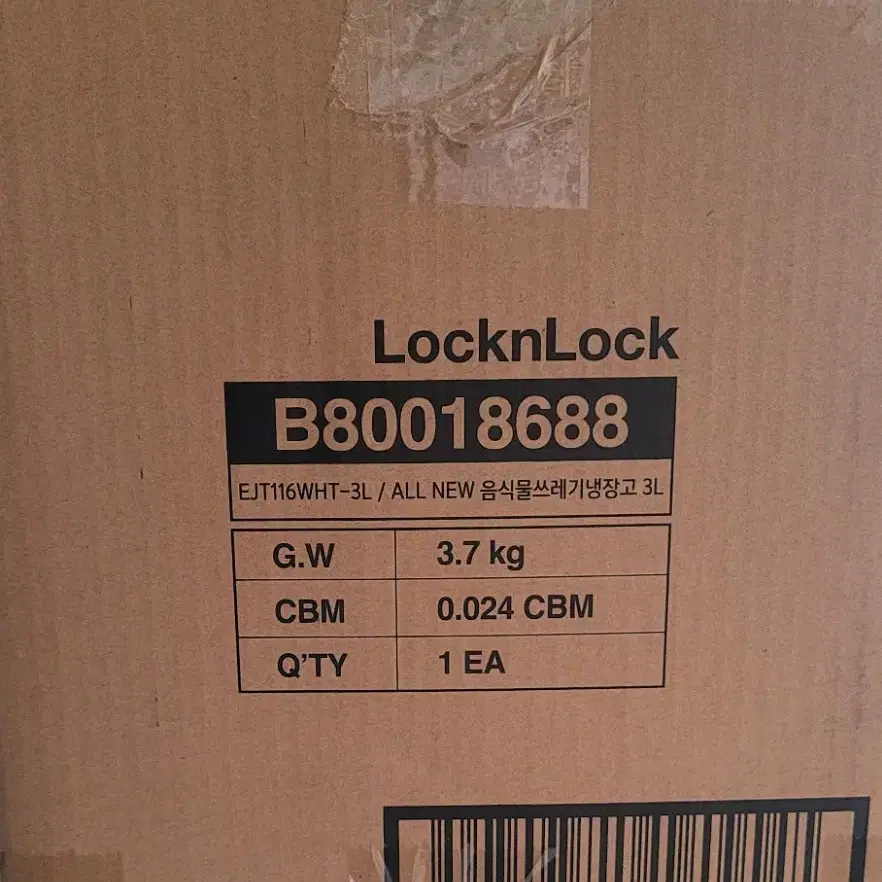 LocknLock
B80018688
EJT116WHT-3L / ALL NEW 음식물쓰레기냉장고 3L
G.W 3.7 kg
CBM 0.024 CBM
Q'TY 1 EA